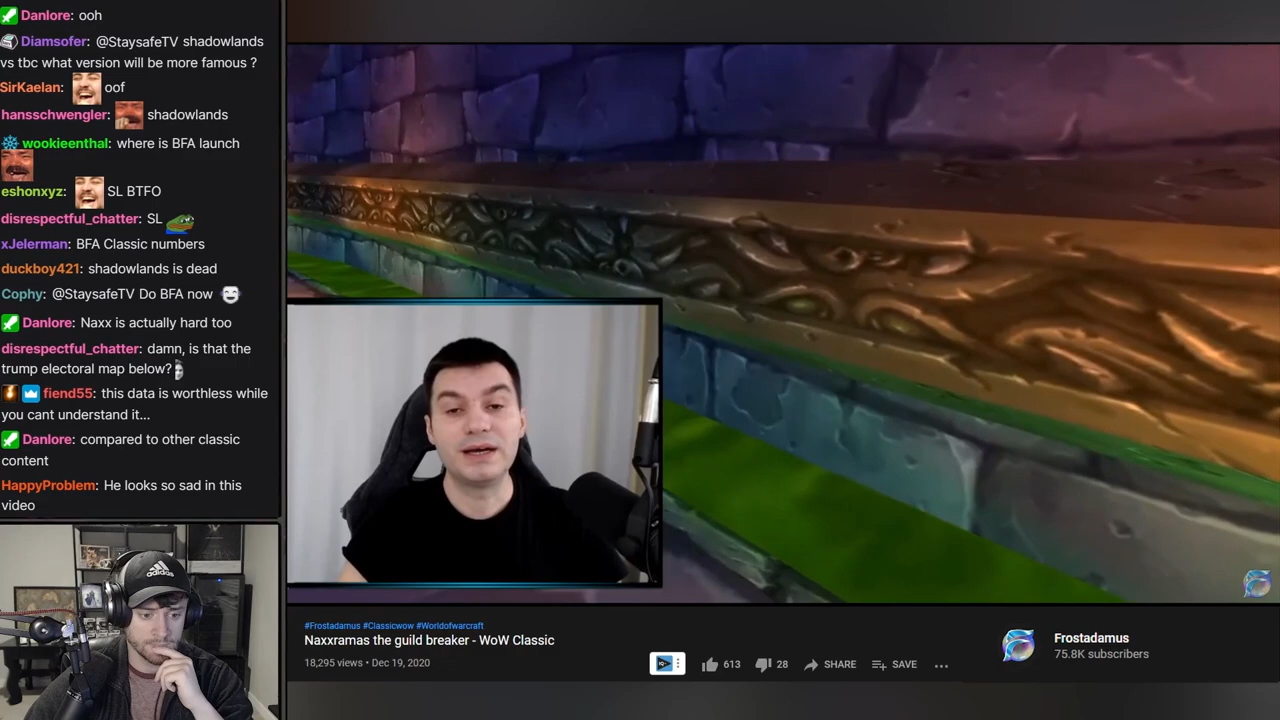 Danlore: ooh
Diamsofer: @StaysafeTV shadowlands
vs tbc what version will be more famous ?
SirKaelan: oof
hansschwengler: shadowlands
wookieenthal: where is BFA launch
eshonxyz: SL BTFO
disrespectful_chatter: SL
xJelerman: BFA Classic numbers
duckboy421: shadowlands is dead
Cophy: @StaysafeTV Do BFA now
Danlore: Naxx is actually hard too
disrespectful_chatter: damn, is that the
trump electoral map below?
fiend55: this data is worthless while
you cant understand it...
Danlore: compared to other classic
content
HappyProblem: He looks so sad in this
video
adidas
#Frostadamus #Classicwow #Worldofwarcraft
Naxxramas the guild breaker - WoW Classic
18,295 views • Dec 19, 2020
613
28
SHARE
SAVE
Frostadamus
75.8K subscribers